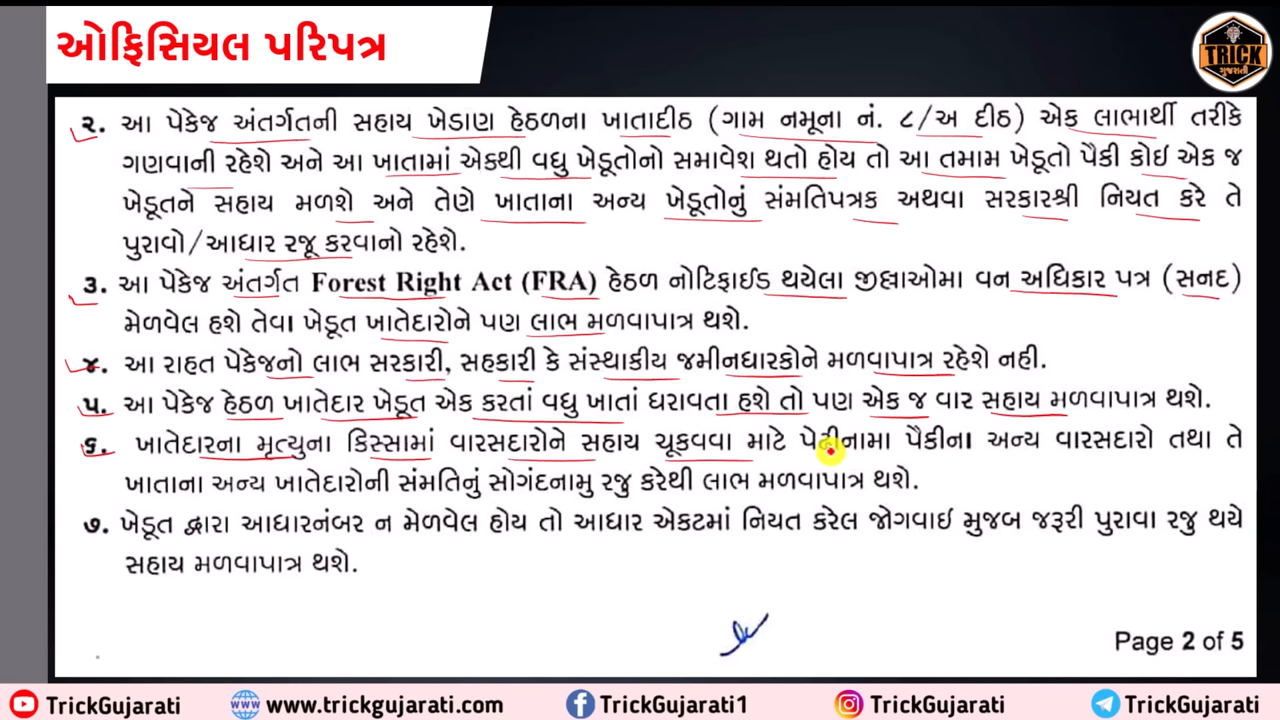 ઓફિસિયલ પરિપત્ર
TRICK
ગુજરાતી
૨. આ પેકેજ અંતર્ગતની સહાય ખેડાણ હેઠળના ખાતાદીઠ (ગામ નમૂના નં. ૮/અ દીઠ) એક લાભાર્થી તરીકે
ગણવાની રહેશે અને આ ખાતામાં એકથી વધુ ખેડૂતોનો સમાવેશ થતો હોય તો આ તમામ ખેડૂતો પૈકી કોઇ એક જ
ખેડૂતને સહાય મળશે અને તેણે ખાતાના અન્ય ખેડૂતોનું સંમતિપત્રક અથવા સરકારશ્રી નિયત કરે તે
પુરાવો/આધાર રજૂ કરવાનો રહેશે.
૩. આ પેકેજ અંતર્ગત Forest Right Act (FRA) હેઠળ નોટિફાઈડ થયેલા જીલ્લાઓમા વન અધિકાર પત્ર (સનદ)
મેળવેલ હશે તેવા ખેડૂત ખાતેદારોને પણ લાભ મળવાપાત્ર થશે.
૪. આ રાહત પેકેજનો લાભ સરકારી, સહકારી કે સંસ્થાકીય જમીનધારકોને મળવાપાત્ર રહેશે નહી.
૫. આ પેકેજ હેઠળ ખાતેદાર ખેડૂત એક કરતાં વધુ ખાતાં ધરાવતા હશે તો પણ એક જ વાર સહાય મળવાપાત્ર થશે.
૬. ખાતેદારના મૃત્યુના કિસ્સામાં વારસદારોને સહાય ચૂકવવા માટે પેઢીનામા પૈકીના અન્ય વારસદારો તથા તે
ખાતાના અન્ય ખાતેદારોની સંમતિનું સોગંદનામુ રજુ કરેથી લાભ મળવાપાત્ર થશે.
૭. ખેડૂત દ્વારા આધારનંબર ન મેળવેલ હોય તો આધાર એકટમાં નિયત કરેલ જોગવાઇ મુજબ જરૂરી પુરાવા રજુ થયે
સહાય મળવાપાત્ર થશે.
Page 2 of 5
TrickGujarati www.trickgujarati.com TrickGujarati1 TrickGujarati TrickGujarati